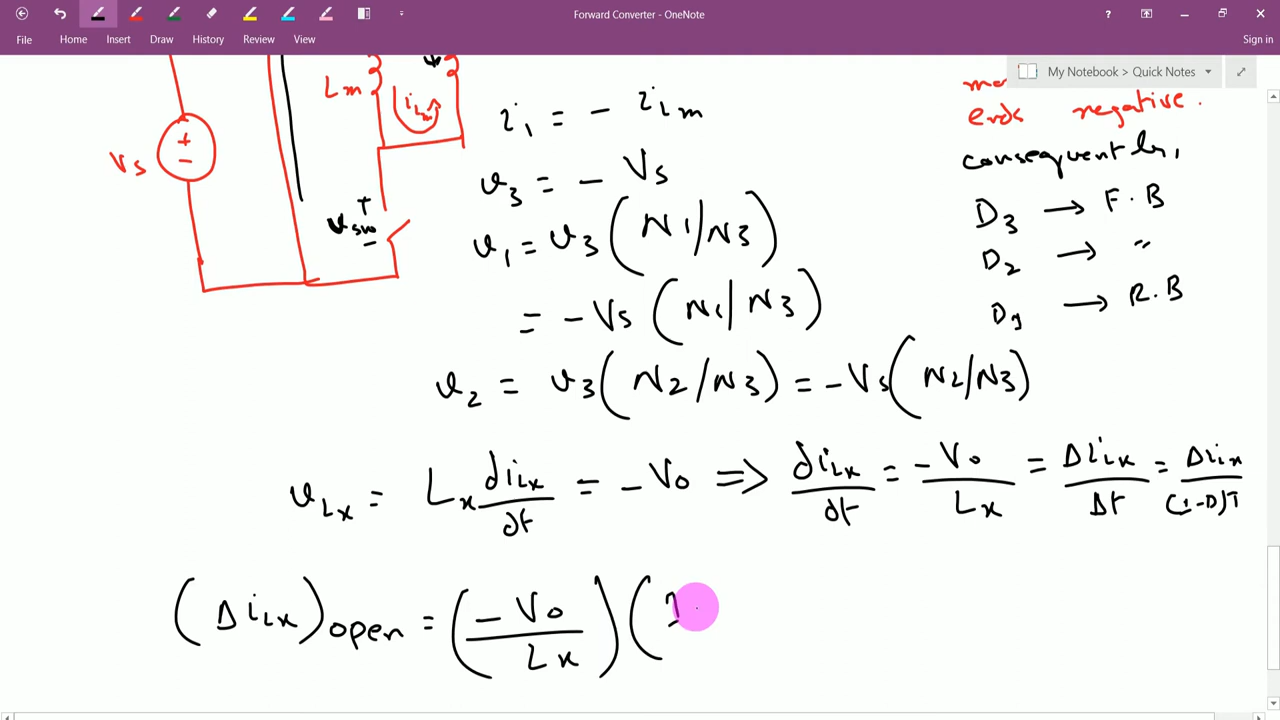 Forward Converter - OneNote
?
File Home Insert Draw History Review View
Sign in
My Notebook > Quick Notes
Lm
iLm
Vs
+
-
+
vsw
-
i1 = - iLm
v3 = - Vs
v1 = v3 (N1/N3)
= -Vs (N1/N3)
v2 = v3 (N2/N3) = -Vs (N2/N3)
ends negative.
consequently,
D3 → F.B
D2 → "
D1 → R.B
vLx = Lx diLx/dt = - Vo => diLx/dt = -Vo/Lx = ΔiLx/Δt = ΔiLx/(1-D)T
(ΔiLx)open = (-Vo/Lx) (1